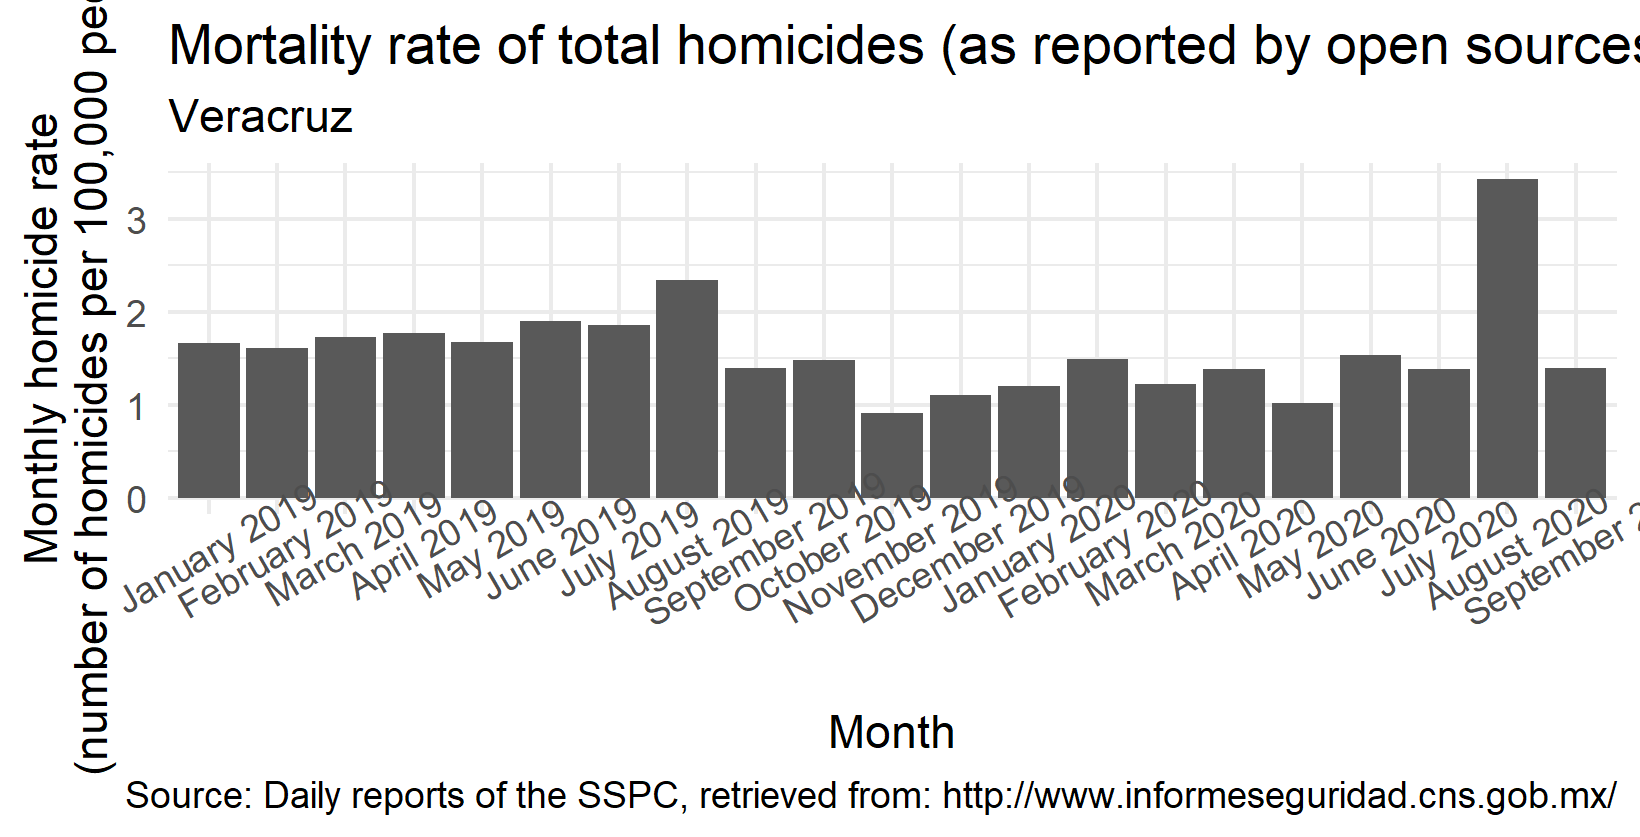 Mortality rate of total homicides (as reported by open sources
Veracruz
Monthly homicide rate
(number of homicides per 100,000
3
2
1
0
January 2019
February 2019
March 2019
April 2019
May 2019
June 2019
July 2019
August 2019
September 2019
October 2019
November 2019
December 2019
January 2020
February 2020
March 2020
April 2020
May 2020
June 2020
July 2020
August 2020
September
Month
Source: Daily reports of the SSPC, retrieved from: http://www.informeseguridad.cns.gob.mx/